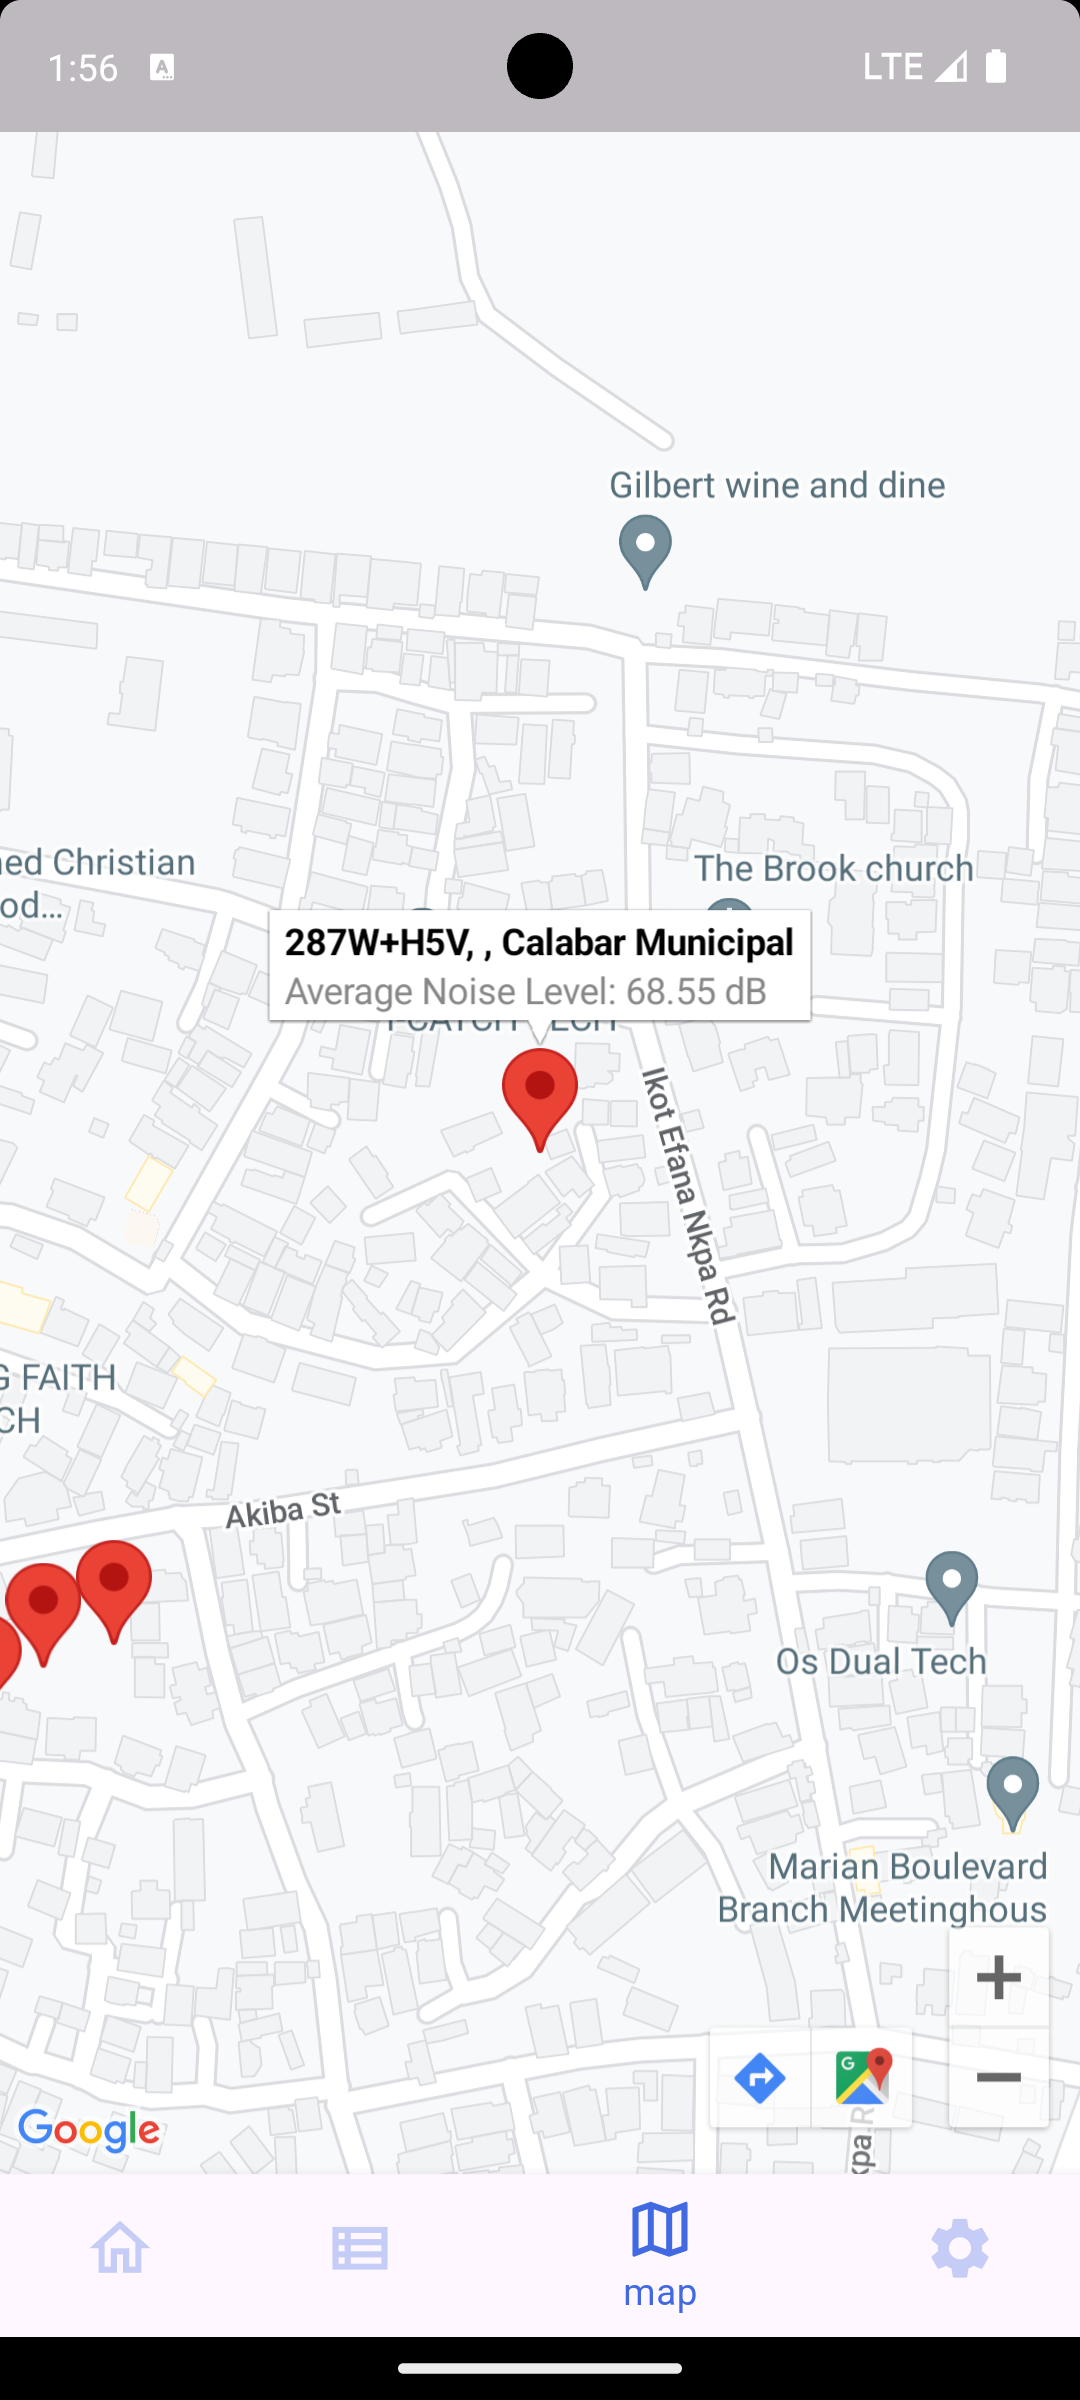 1:56
A
LTE
Gilbert wine and dine
The Brook church
ed Christian
od...
287W+H5V, , Calabar Municipal
Average Noise Level: 68.55 dB
Ikot Efana Nkpa Rd
G FAITH
CH
Akiba St
Os Dual Tech
Marian Boulevard
Branch Meetinghous
+
−
G
kpa R
Google
map